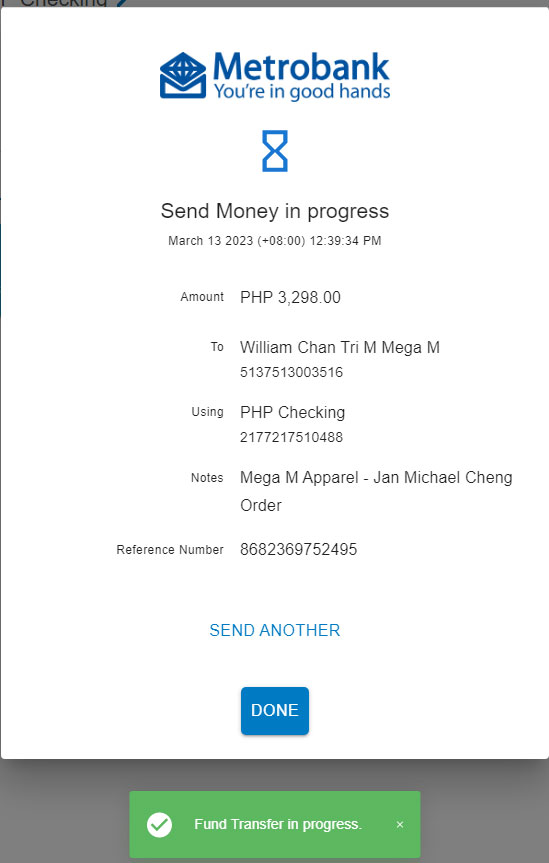 Checking
Metrobank
You're in good hands
Send Money in progress
March 13 2023 (+08:00) 12:39:34 PM
Amount PHP 3,298.00
To William Chan Tri M Mega M
5137513003516
Using PHP Checking
2177217510488
Notes Mega M Apparel - Jan Michael Cheng
Order
Reference Number 8682369752495
SEND ANOTHER
DONE
Fund Transfer in progress. ×